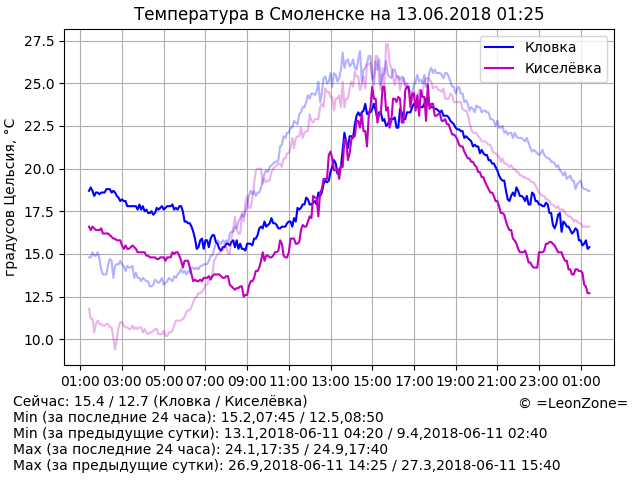 Температура в Смоленске на 13.06.2018 01:25
27.5
25.0
22.5
20.0
17.5
15.0
12.5
10.0
градусов Цельсия, °C
Кловка
Киселёвка
01:00 03:00 05:00 07:00 09:00 11:00 13:00 15:00 17:00 19:00 21:00 23:00 01:00
Сейчас: 15.4 / 12.7 (Кловка / Киселёвка)
© =LeonZone=
Min (за последние 24 часа): 15.2,07:45 / 12.5,08:50
Min (за предыдущие сутки): 13.1,2018-06-11 04:20 / 9.4,2018-06-11 02:40
Max (за последние 24 часа): 24.1,17:35 / 24.9,17:40
Max (за предыдущие сутки): 26.9,2018-06-11 14:25 / 27.3,2018-06-11 15:40